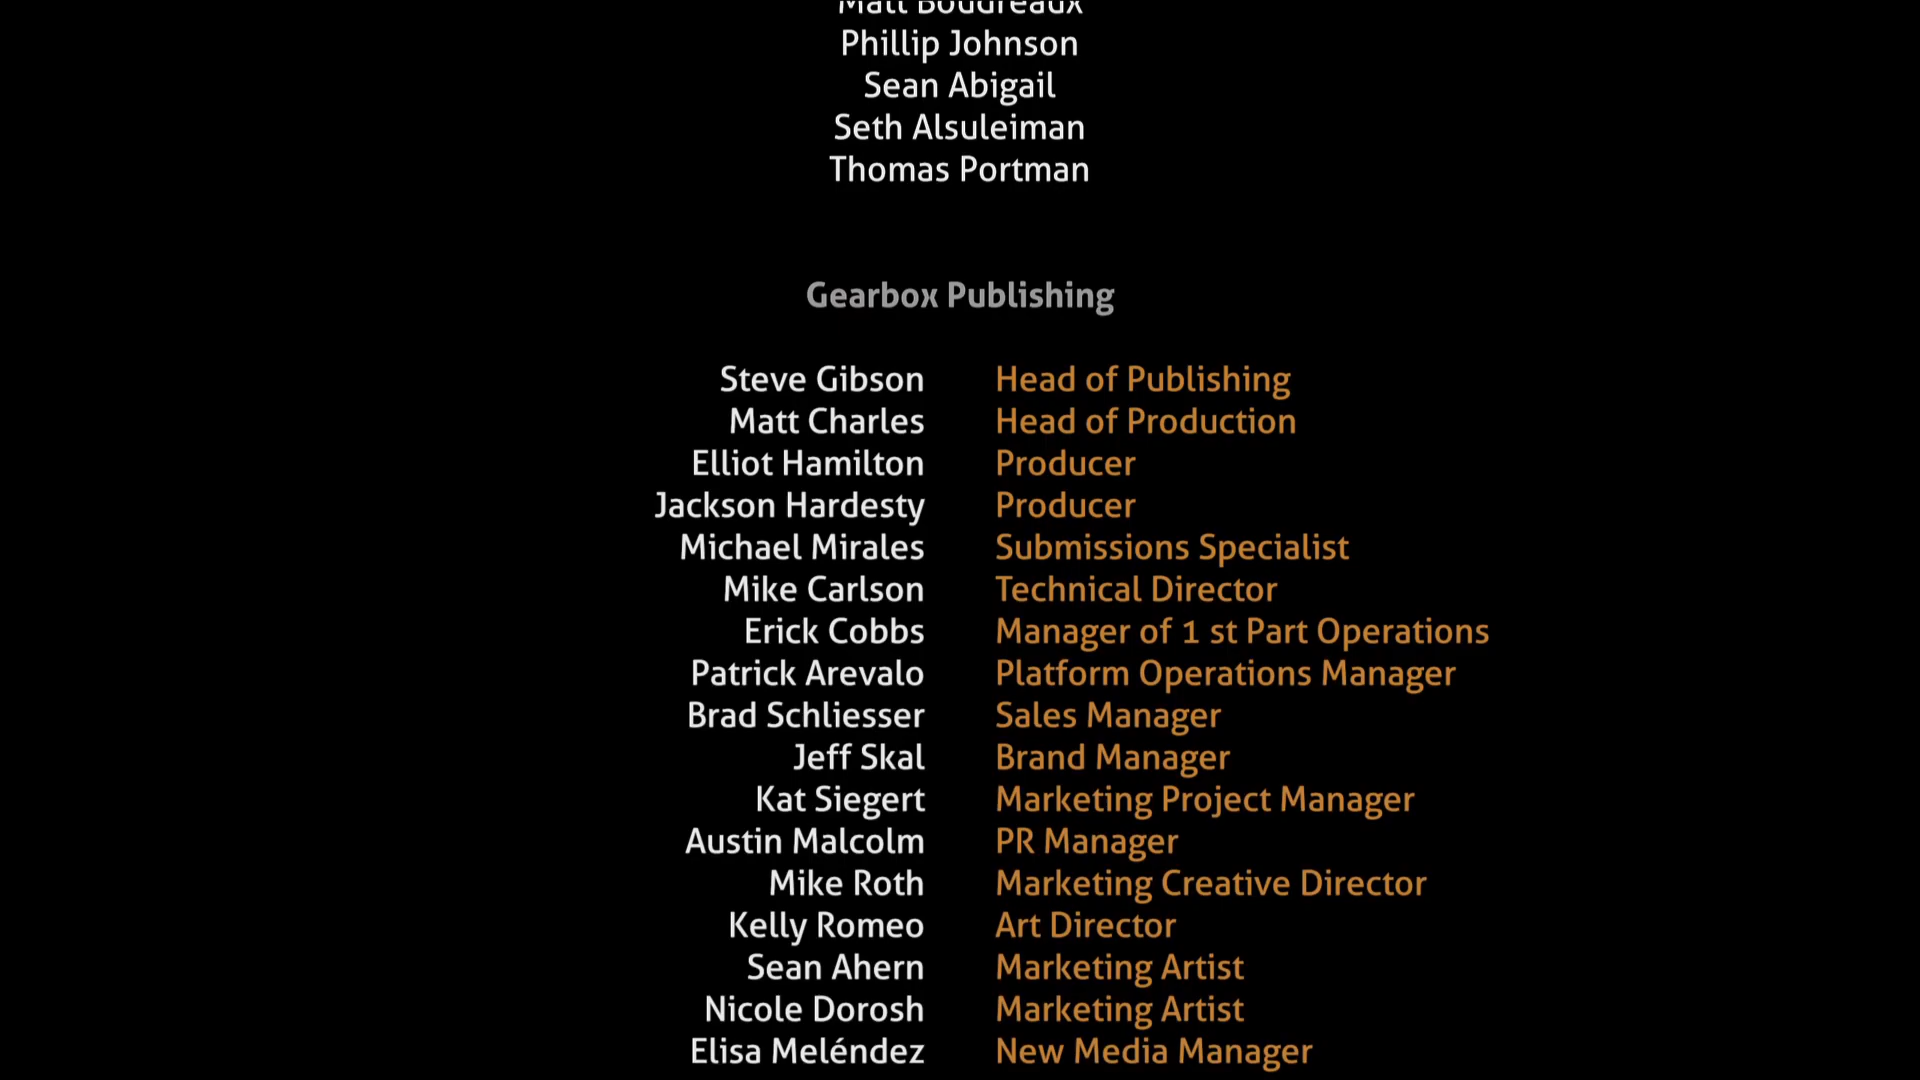 Matt Boudreaux
Phillip Johnson
Sean Abigail
Seth Alsuleiman
Thomas Portman
Gearbox Publishing
Steve Gibson Head of Publishing
Matt Charles Head of Production
Elliot Hamilton Producer
Jackson Hardesty Producer
Michael Mirales Submissions Specialist
Mike Carlson Technical Director
Erick Cobbs Manager of 1 st Part Operations
Patrick Arevalo Platform Operations Manager
Brad Schliesser Sales Manager
Jeff Skal Brand Manager
Kat Siegert Marketing Project Manager
Austin Malcolm PR Manager
Mike Roth Marketing Creative Director
Kelly Romeo Art Director
Sean Ahern Marketing Artist
Nicole Dorosh Marketing Artist
Elisa Meléndez New Media Manager